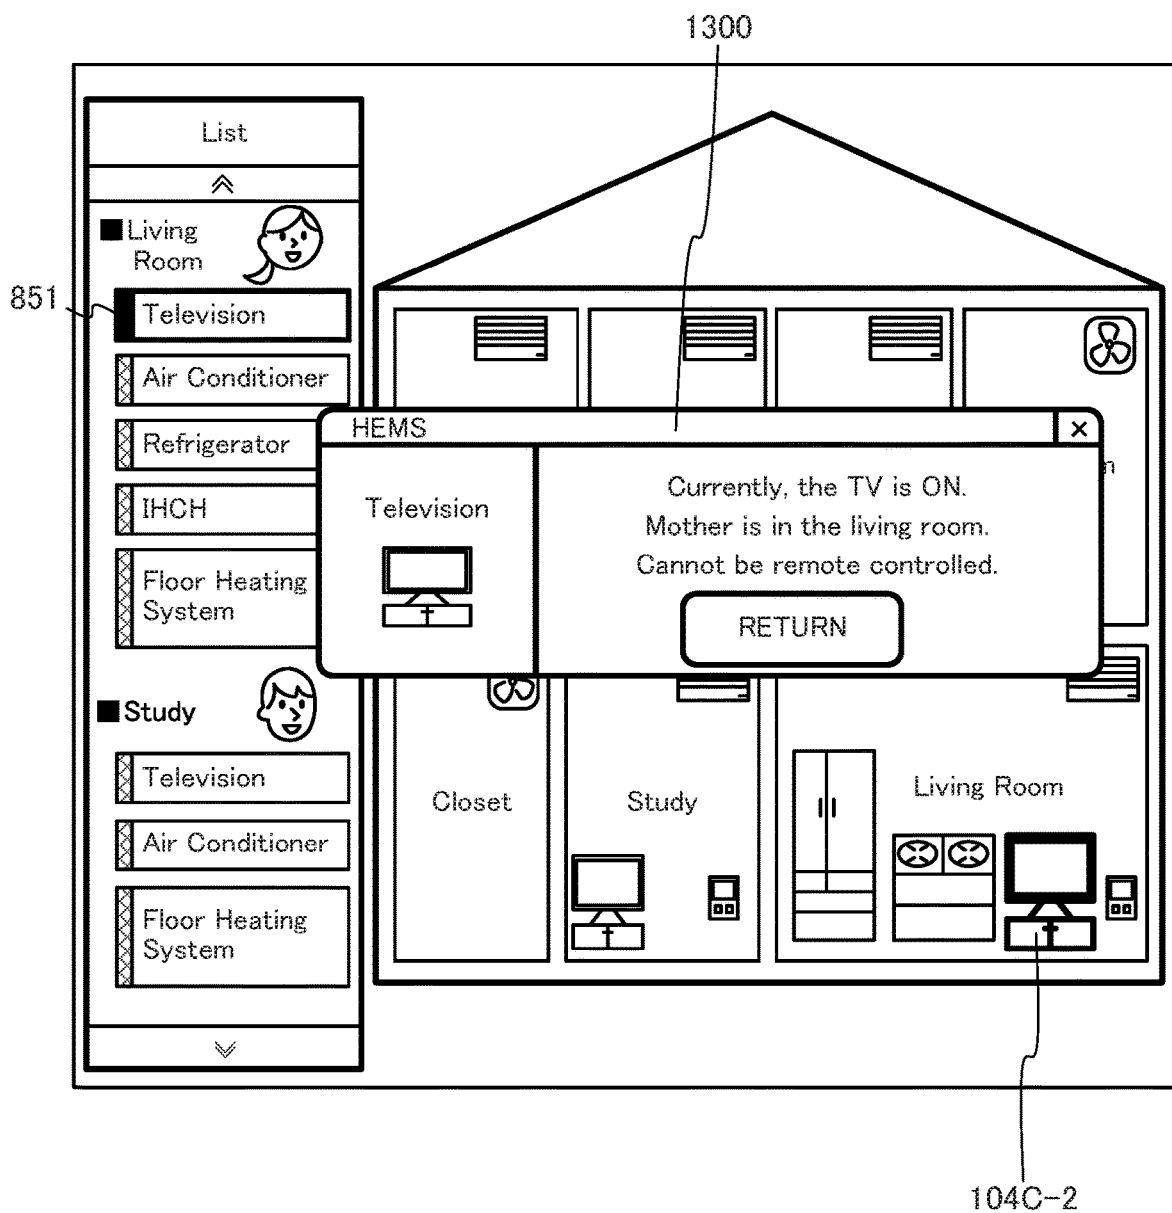 1300
List
Living
Room
851
Television
Air Conditioner
Refrigerator
IHCH
Floor Heating
System
Study
Television
Air Conditioner
Floor Heating
System
HEMS
×
Television
Currently, the TV is ON.
Mother is in the living room.
Cannot be remote controlled.
RETURN
Closet
Study
Living Room
104C-2